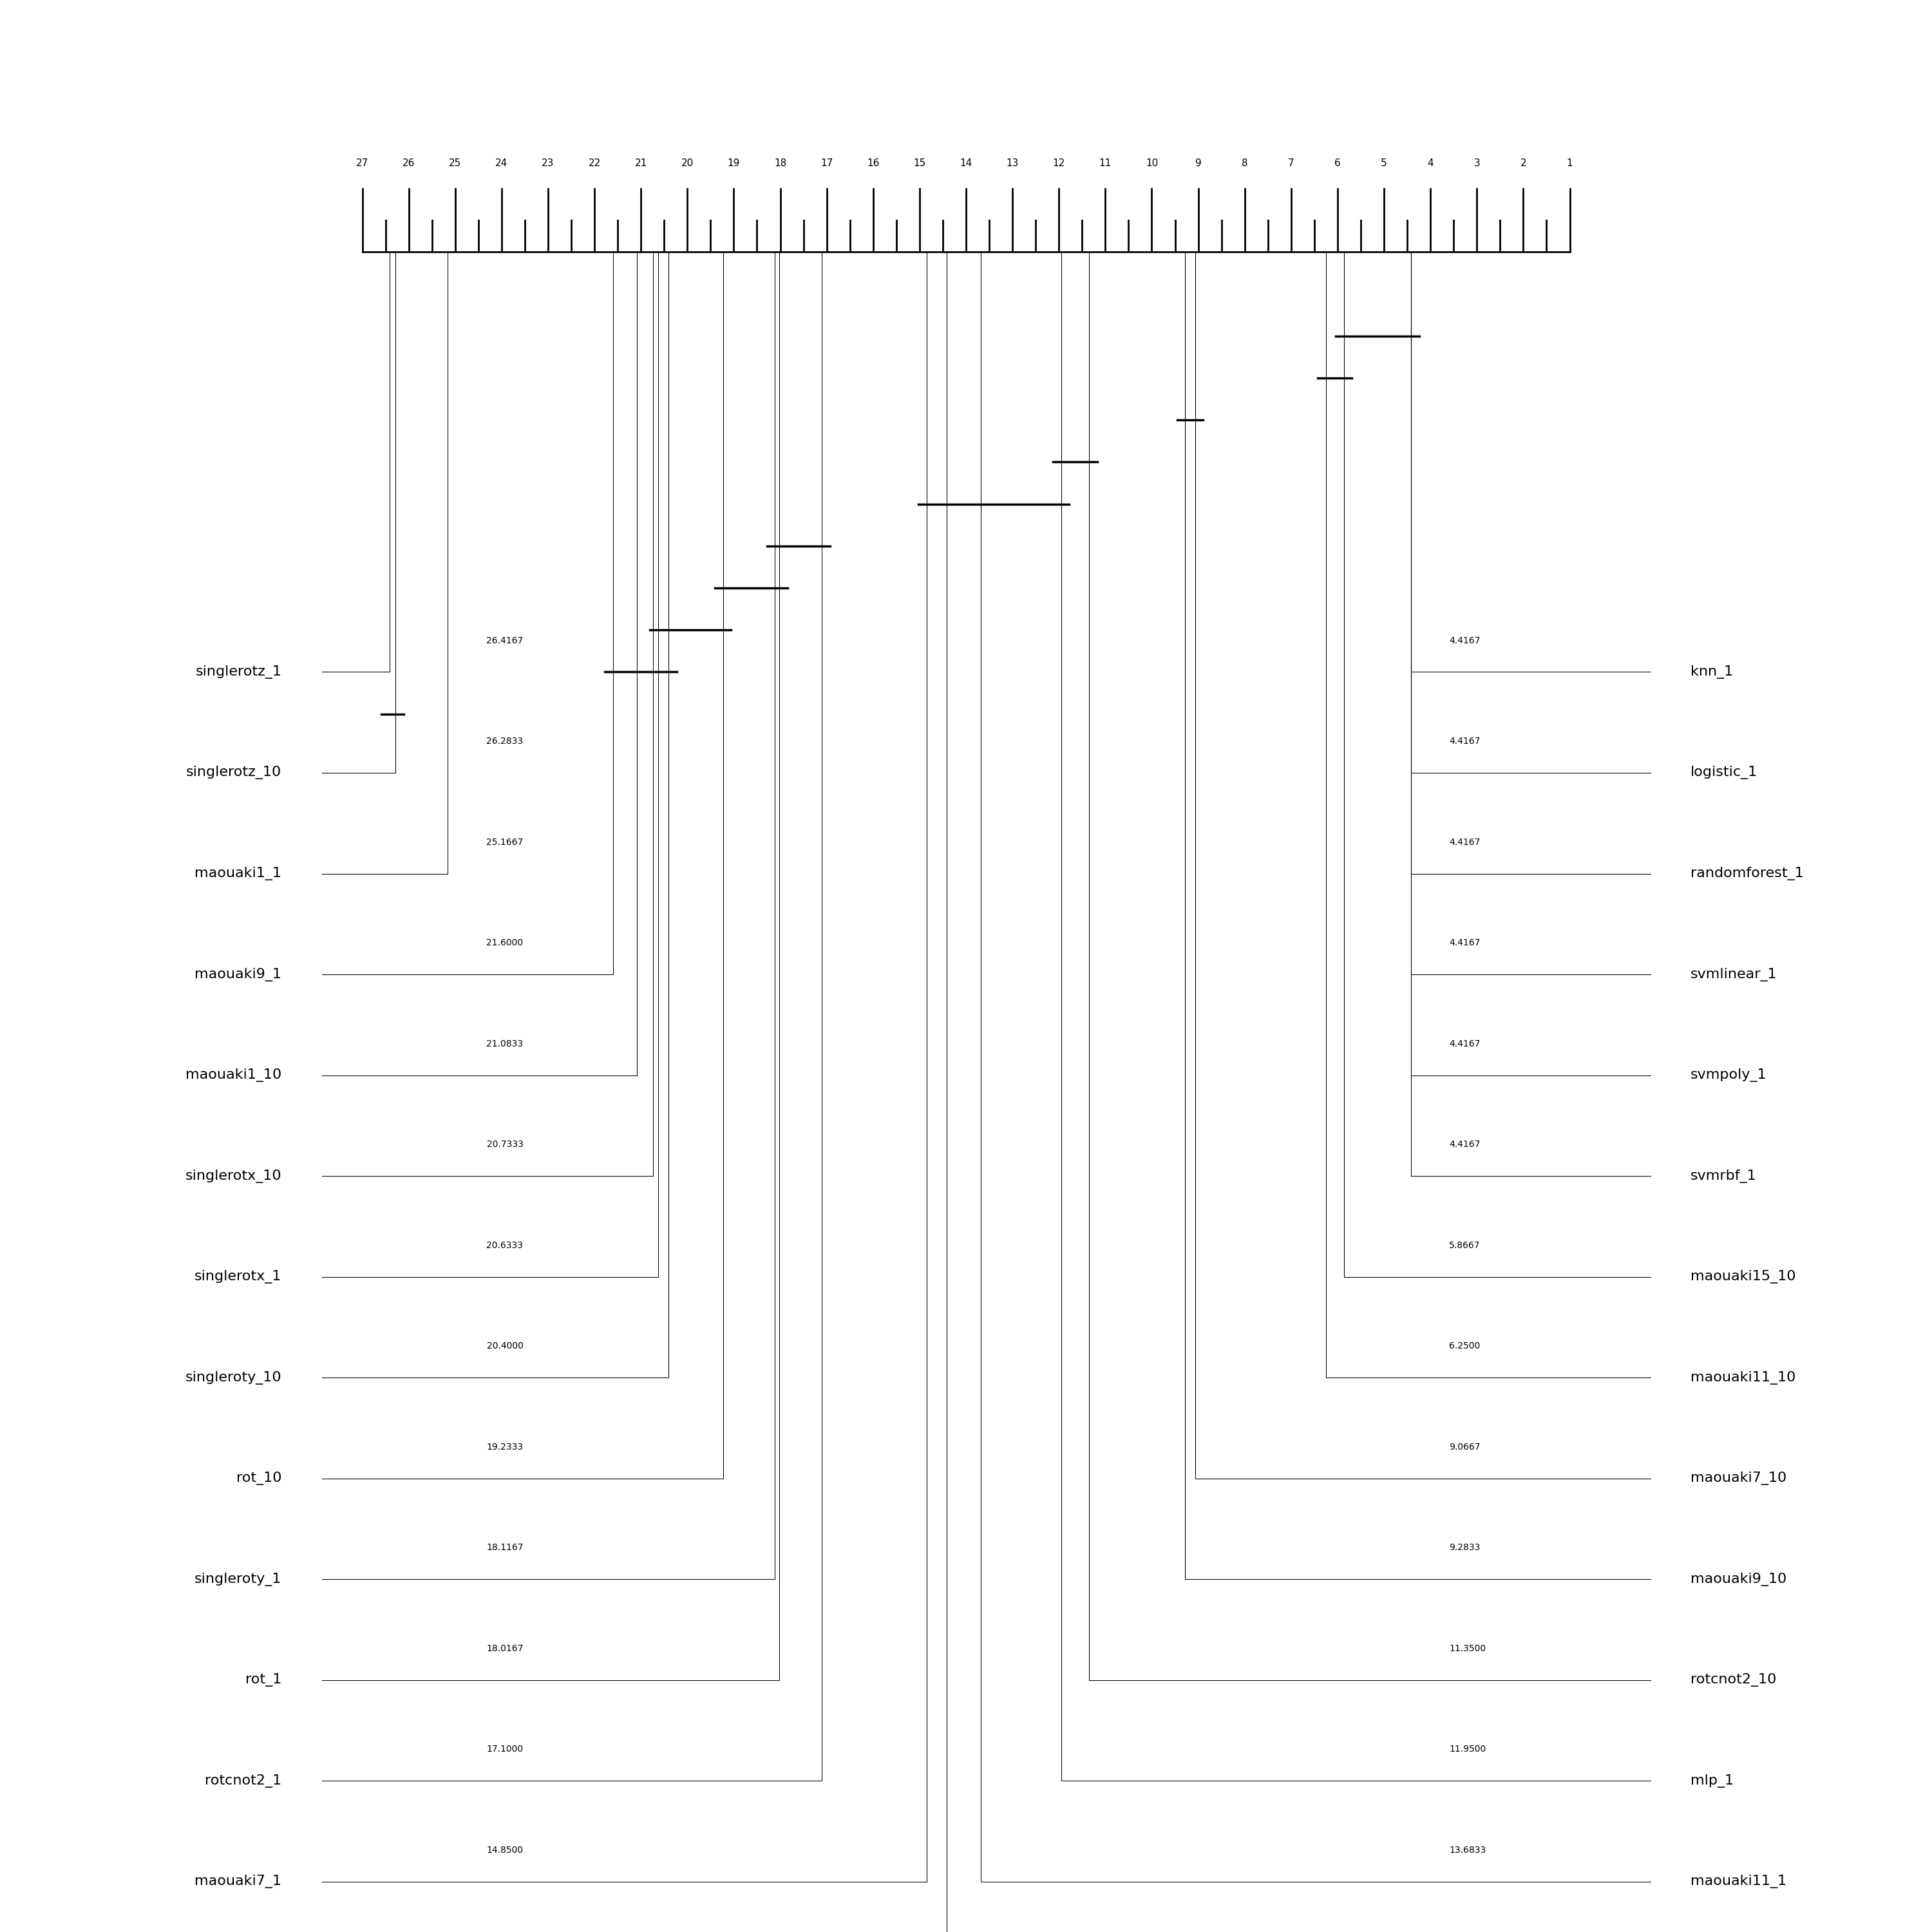 27 26 25 24 23 22 21 20 19 18 17 16 15 14 13 12 11 10 9 8 7 6 5 4 3 2 1
26.4167 4.4167
singlerotz_1 knn_1
26.2833 4.4167
singlerotz_10 logistic_1
25.1667 4.4167
maouaki1_1 randomforest_1
21.6000 4.4167
maouaki9_1 svmlinear_1
21.0833 4.4167
maouaki1_10 svmpoly_1
20.7333 4.4167
singlerotx_10 svmrbf_1
20.6333 5.8667
singlerotx_1 maouaki15_10
20.4000 6.2500
singleroty_10 maouaki11_10
19.2333 9.0667
rot_10 maouaki7_10
18.1167 9.2833
singleroty_1 maouaki9_10
18.0167 11.3500
rot_1 rotcnot2_10
17.1000 11.9500
rotcnot2_1 mlp_1
14.8500 13.6833
maouaki7_1 maouaki11_1